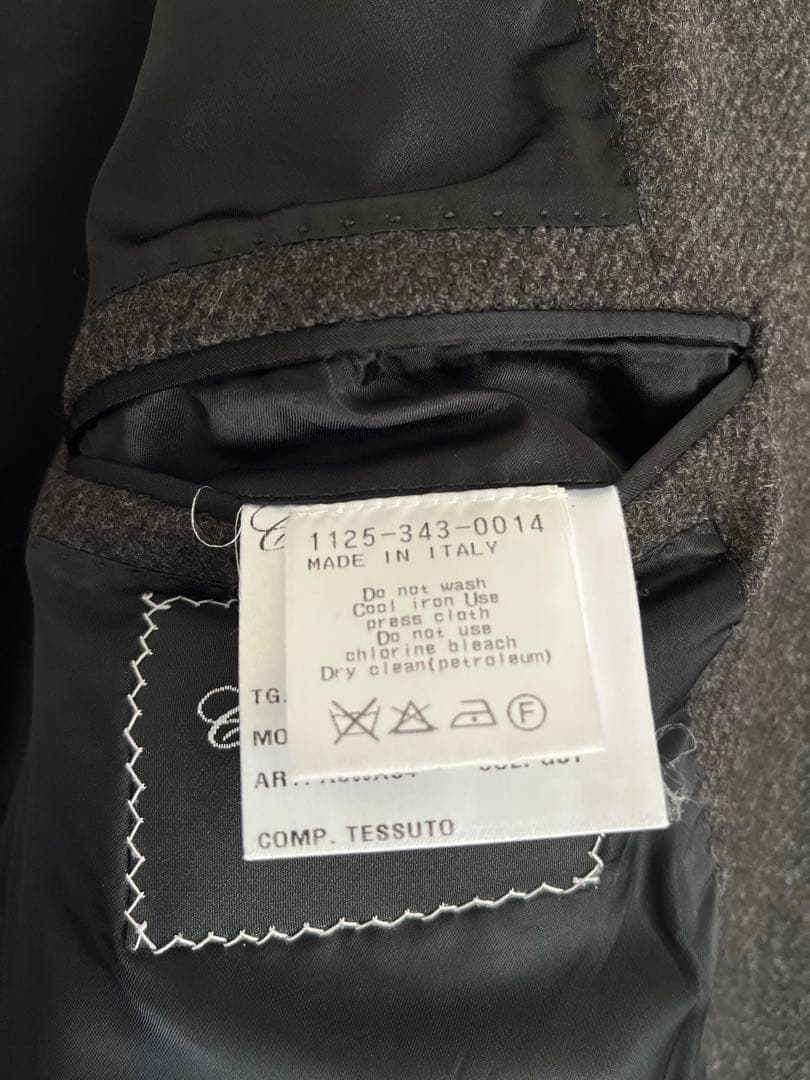 1125-343-0014
MADE IN ITALY
Do not wash
Cool iron Use
press cloth
Do not use
chlorine bleach
Dry clean(petroleum)
F
TG.
MO
AR
COMP. TESSUTO